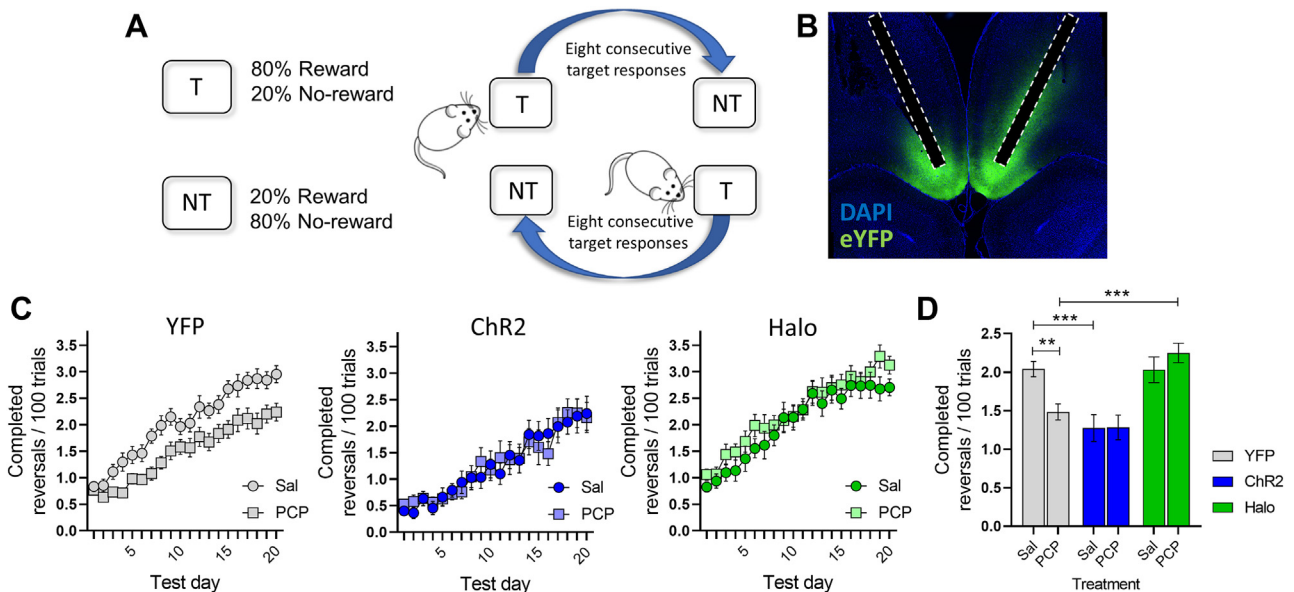 A
T
80% Reward
20% No-reward
NT
20% Reward
80% No-reward
Eight consecutive
target responses
T
NT
NT
T
Eight consecutive
target responses
B
DAPI
eYFP
C
YFP
Completed
reversals / 100 trials
3.5
3.0
2.5
2.0
1.5
1.0
0.5
0.0
Sal
PCP
5
10
15
20
Test day
ChR2
Completed
reversals / 100 trials
3.5
3.0
2.5
2.0
1.5
1.0
0.5
0.0
Sal
PCP
5
10
15
20
Test day
Halo
Completed
reversals / 100 trials
3.5
3.0
2.5
2.0
1.5
1.0
0.5
0.0
Sal
PCP
5
10
15
20
Test day
D
Completed
reversals / 100 trials
2.5
2.0
1.5
1.0
0.5
0.0
***
***
**
YFP
ChR2
Halo
Sal
PCP
Sal
PCP
Sal
PCP
Treatment